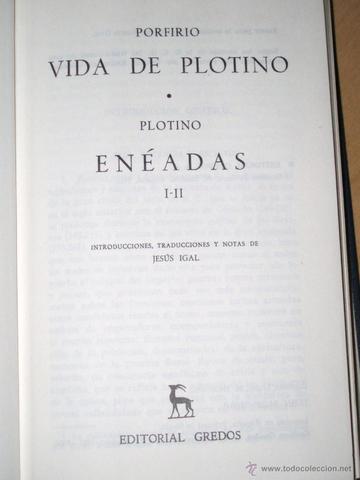 PORFIRIO
VIDA DE PLOTINO
•
PLOTINO
ENÉADAS
I-II
INTRODUCCIONES, TRADUCCIONES Y NOTAS DE
JESÚS IGAL
EDITORIAL GREDOS
© www.todocoleccion.net